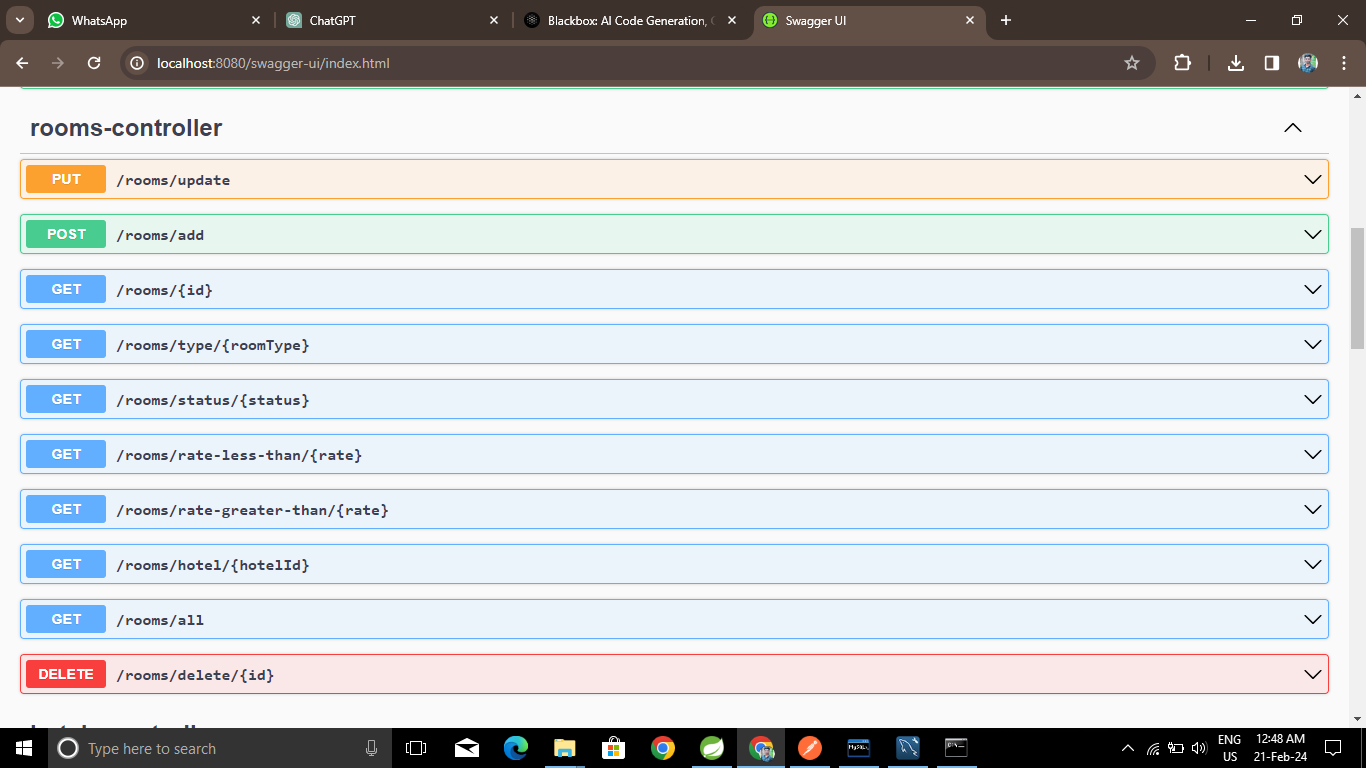 WhatsApp
ChatGPT
Blackbox: AI Code Generation,
Swagger UI
localhost:8080/swagger-ui/index.html
rooms-controller
PUT /rooms/update
POST /rooms/add
GET /rooms/{id}
GET /rooms/type/{roomType}
GET /rooms/status/{status}
GET /rooms/rate-less-than/{rate}
GET /rooms/rate-greater-than/{rate}
GET /rooms/hotel/{hotelId}
GET /rooms/all
DELETE /rooms/delete/{id}
Type here to search
ENG
US
12:48 AM
21-Feb-24